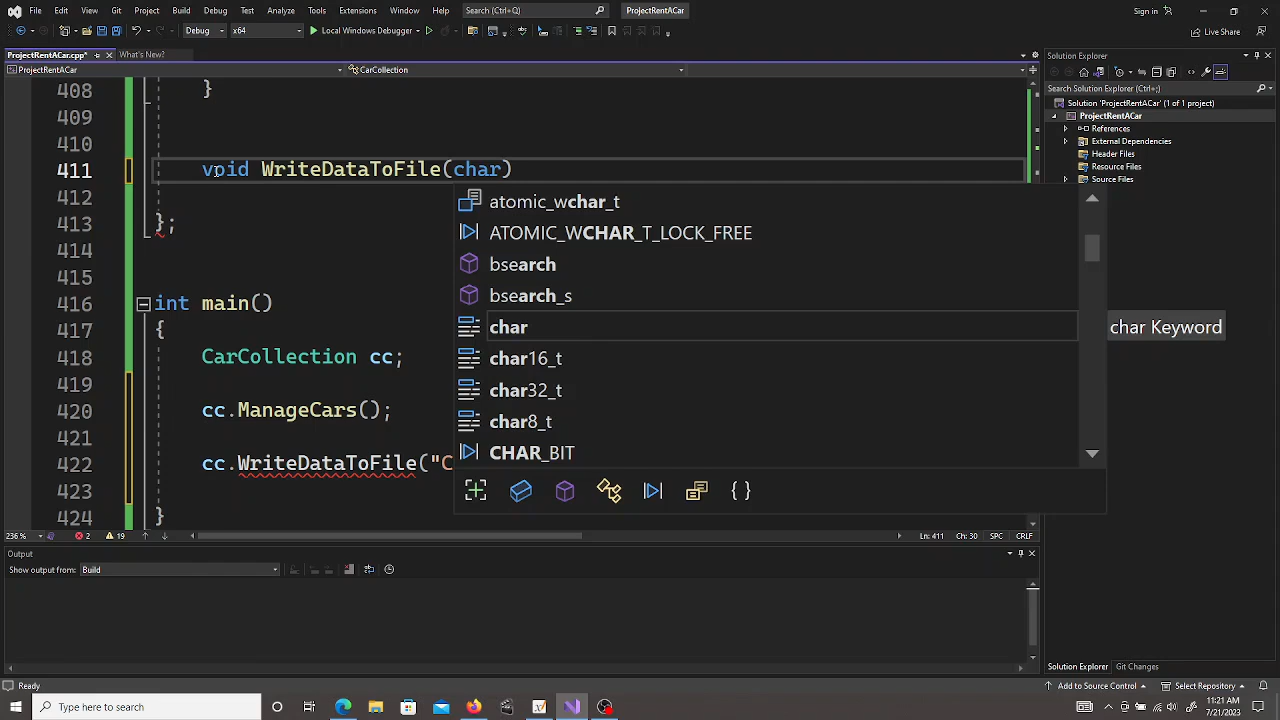 File Edit View Git Project Build Debug Test Analyze Tools Extensions Window Help Search (Ctrl+Q) ProjectRentACar Sign in
Debug x64 Local Windows Debugger Live Share
ProjectRentACar.cpp* What's New? Solution Explorer
ProjectRentACar CarCollection
Search Solution Explorer (Ctrl+;)
Solution 'ProjectRentACar' (1 of 1 project)
ProjectRentACar
References
External Dependencies
Header Files
Resource Files
Source Files
408 }
409
410
411 void WriteDataToFile(char)
412
413 };
414
415
416 int main()
417 {
418 CarCollection cc;
419
420 cc.ManageCars();
421
422 cc.WriteDataToFile("C
423
424 }
atomic_wchar_t
ATOMIC_WCHAR_T_LOCK_FREE
bsearch
bsearch_s
char
char16_t
char32_t
char8_t
CHAR_BIT
char Keyword
236 % 2 19 Ln: 411 Ch: 30 SPC CRLF
Output
Show output from: Build
Solution Explorer Git Changes
Ready Add to Source Control Select Repository
Type here to search
11:21 AM
7/21/2023